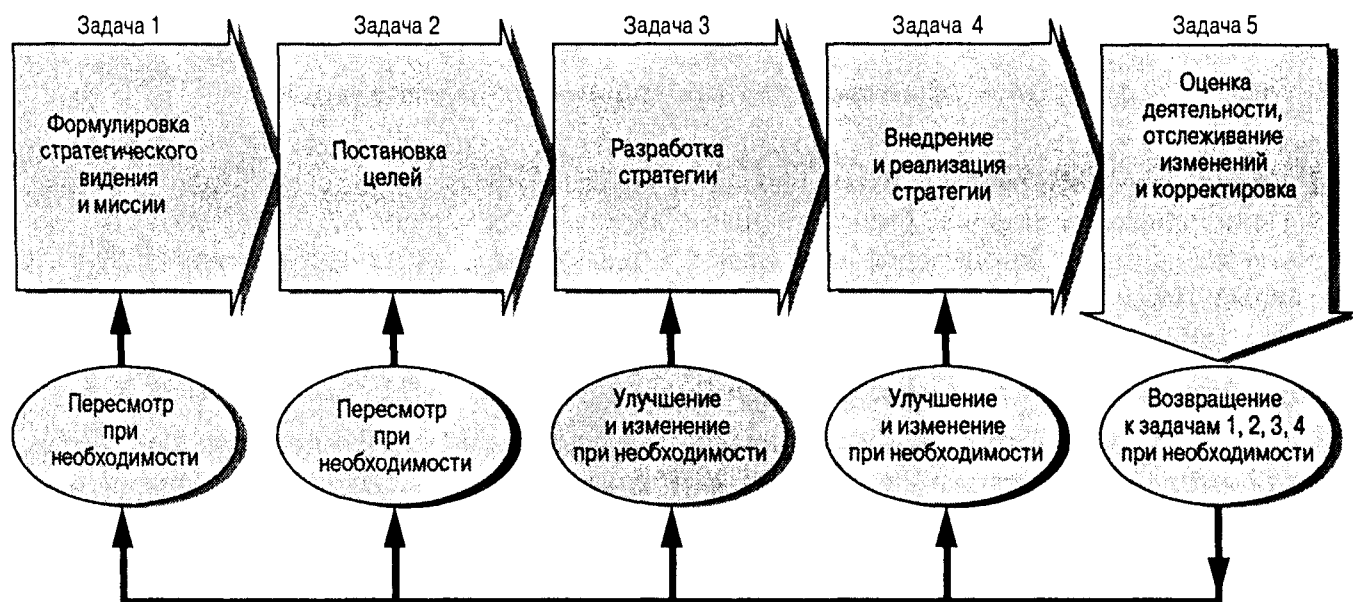 Задача 1
Задача 2
Задача 3
Задача 4
Задача 5
Формулировка
стратегического
видения
и миссии
Постановка
целей
Разработка
стратегии
Внедрение
и реализация
стратегии
Оценка
деятельности,
отслеживание
изменений
и корректировка
Пересмотр
при
необходимости
Пересмотр
при
необходимости
Улучшение
и изменение
при необходимости
Улучшение
и изменение
при необходимости
Возвращение
к задачам 1, 2, 3, 4
при необходимости